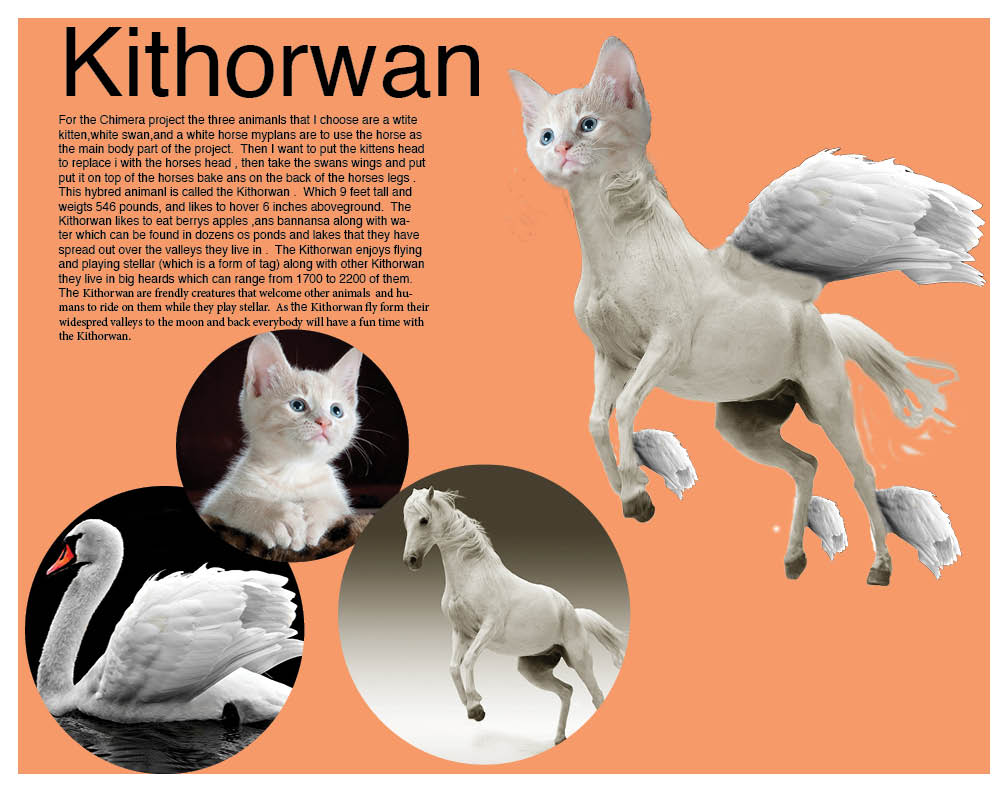 Kithorwan
For the Chimera project the three animanls that I choose are a wtite
kitten,white swan,and a white horse myplans are to use the horse as
the main body part of the project.  Then I want to put the kittens head
to replace i with the horses head , then take the swans wings and put
put it on top of the horses bake ans on the back of the horses legs .
This hybred animanl is called the Kithorwan .  Which 9 feet tall and
weigts 546 pounds, and likes to hover 6 inches aboveground.  The
Kithorwan likes to eat berrys apples ,ans bannansa along with wa-
ter which can be found in dozens os ponds and lakes that they have
spread out over the valleys they live in .  The Kithorwan enjoys flying
and playing stellar (which is a form of tag) along with other Kithorwan
they live in big heards which can range from 1700 to 2200 of them.
The Kithorwan are frendly creatures that welcome other animals  and hu-
mans to ride on them while they play stellar.  As the Kithorwan fly form their
widespred valleys to the moon and back everybody will have a fun time with
the Kithorwan.